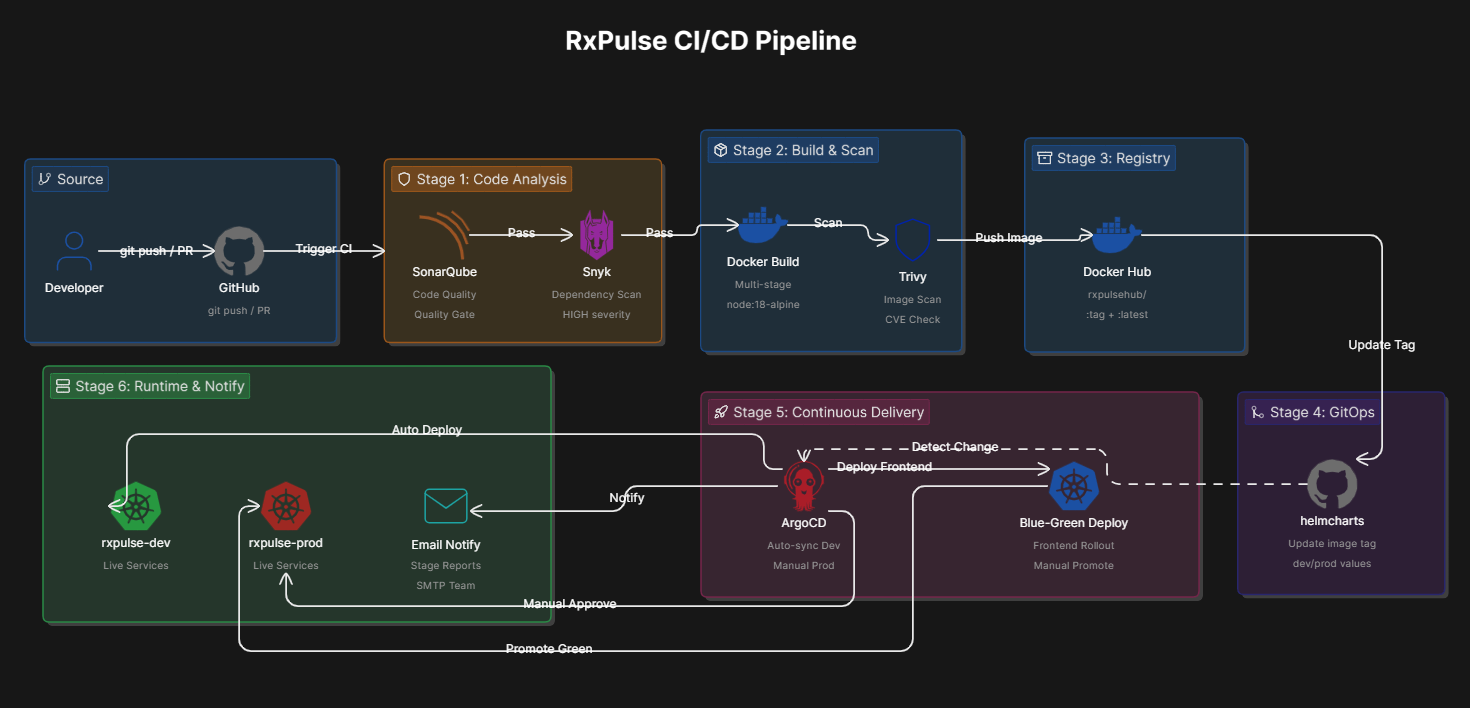 RxPulse CI/CD Pipeline
Source
git push / PR
Trigger CI
Developer
GitHub
git push / PR
Stage 1: Code Analysis
Pass
Pass
SonarQube
Code Quality
Quality Gate
Snyk
Dependency Scan
HIGH severity
Stage 2: Build & Scan
Scan
Docker Build
Multi-stage
node:18-alpine
Trivy
Image Scan
CVE Check
Push Image
Stage 3: Registry
Docker Hub
rxpulsehub/
:tag + :latest
Update Tag
Stage 4: GitOps
helmcharts
Update image tag
dev/prod values
Stage 5: Continuous Delivery
Detect Change
Deploy Frontend
ArgoCD
Auto-sync Dev
Manual Prod
Blue-Green Deploy
Frontend Rollout
Manual Promote
Stage 6: Runtime & Notify
Auto Deploy
Notify
rxpulse-dev
Live Services
rxpulse-prod
Live Services
Email Notify
Stage Reports
SMTP Team
Manual Approve
Promote Green